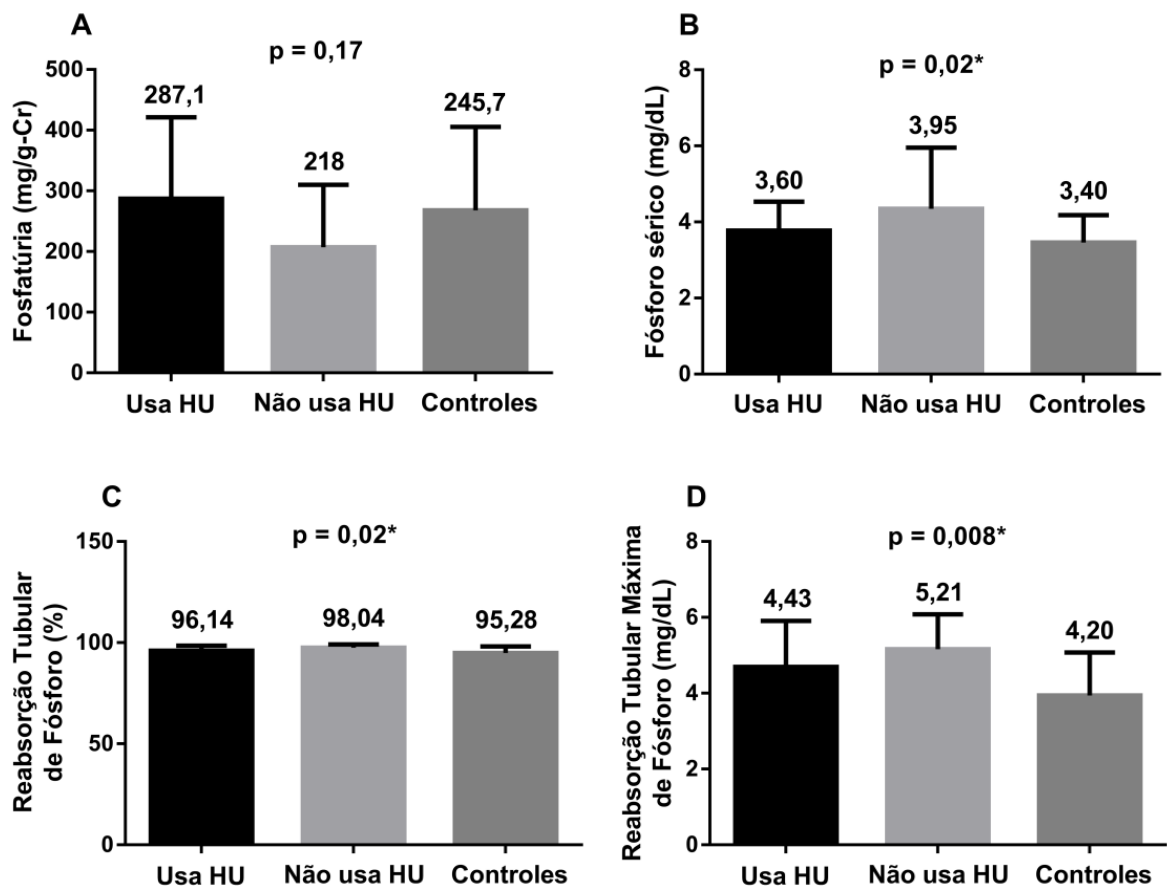 A
p = 0,17
Fosfatúria (mg/g-Cr)
500
400
300
200
100
0
287,1
218
245,7
Usa HU
Não usa HU
Controles
B
p = 0,02*
Fósforo sérico (mg/dL)
8
6
4
2
0
3,60
3,95
3,40
Usa HU
Não usa HU
Controles
C
p = 0,02*
Reabsorção Tubular
de Fósforo (%)
150
100
50
0
96,14
98,04
95,28
Usa HU
Não usa HU
Controles
D
p = 0,008*
Reabsorção Tubular Máxima
de Fósforo (mg/dL)
8
6
4
2
0
4,43
5,21
4,20
Usa HU
Não usa HU
Controles